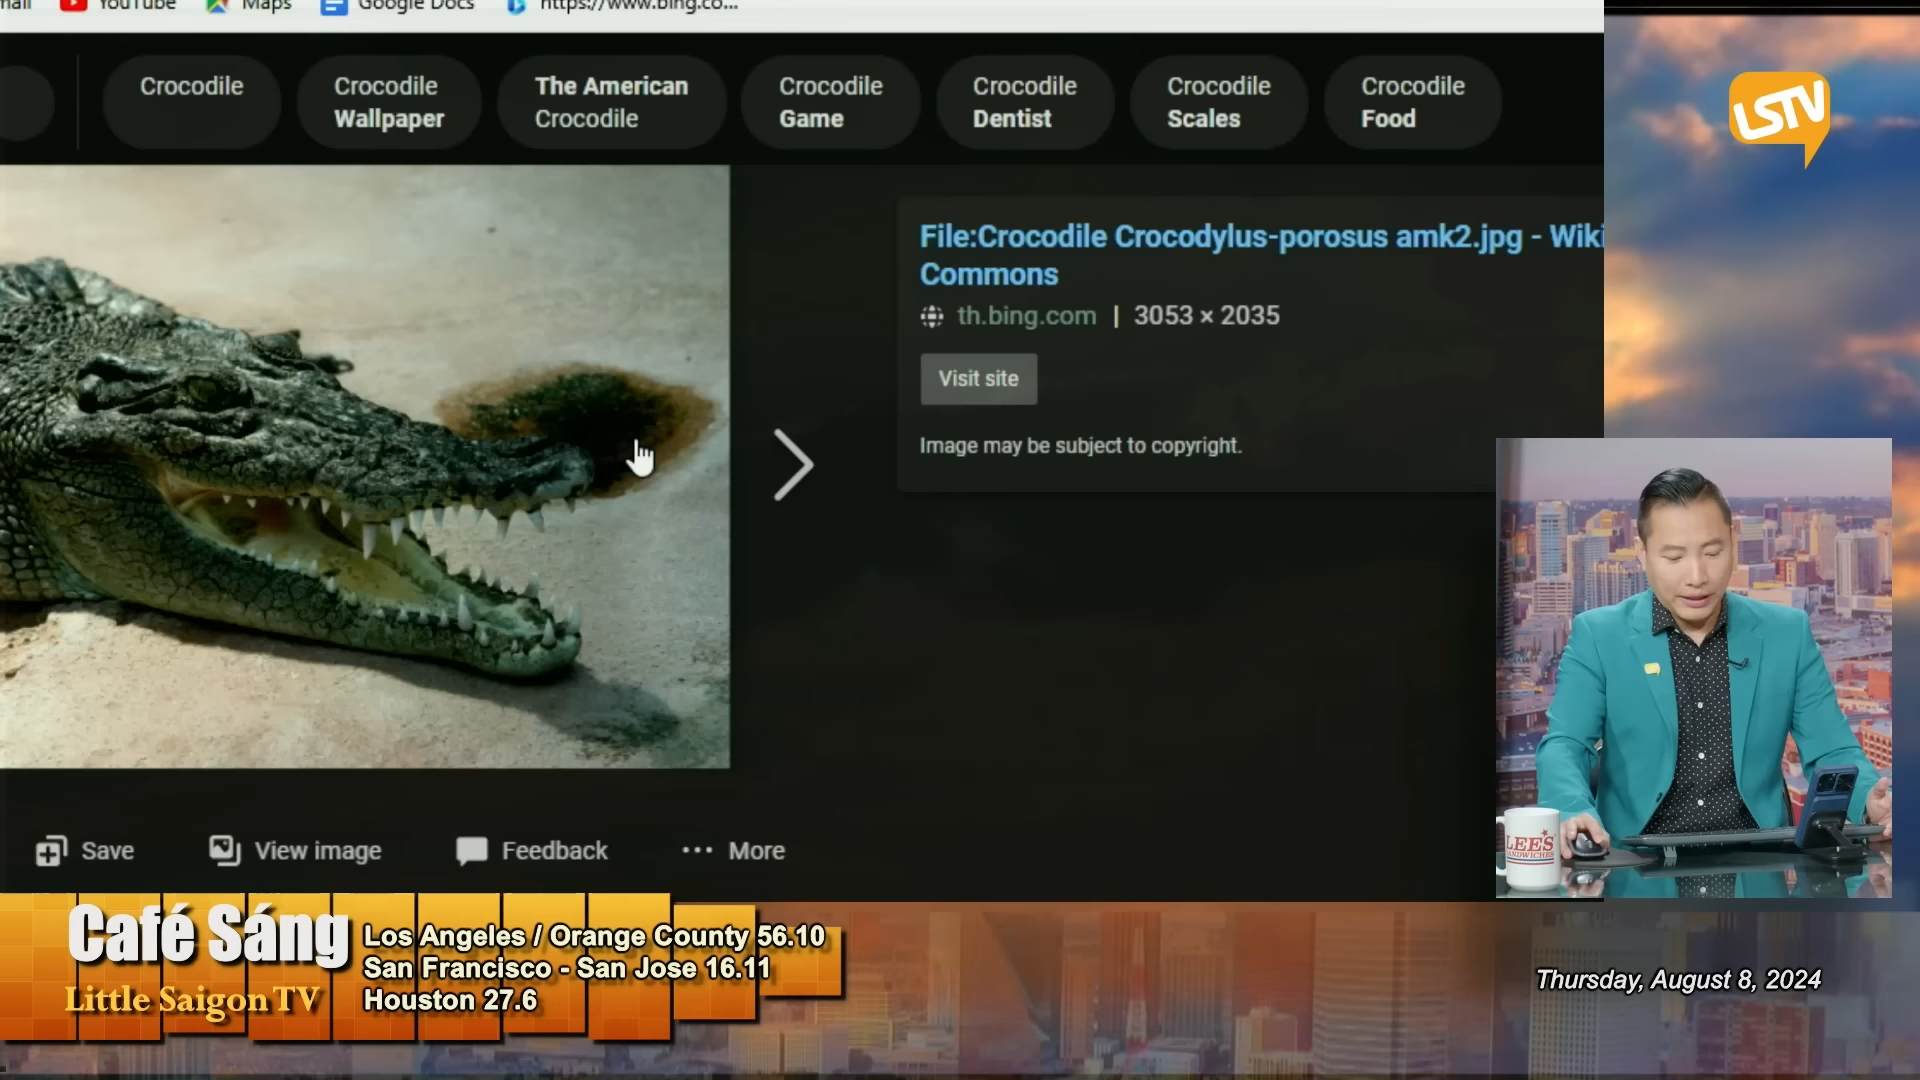 YouTube
Maps
Google Docs
https://www.bing.co...
Crocodile
Crocodile
Wallpaper
The American
Crocodile
Crocodile
Game
Crocodile
Dentist
Crocodile
Scales
Crocodile
Food
LSTV
File:Crocodile Crocodylus-porosus amk2.jpg - Wiki
Commons
th.bing.com | 3053 × 2035
Visit site
Image may be subject to copyright.
LEE'S
SANDWICHES
Save
View image
Feedback
More
Café Sáng
Little Saigon TV
Los Angeles / Orange County 56.10
San Francisco - San Jose 16.11
Houston 27.6
Thursday, August 8, 2024